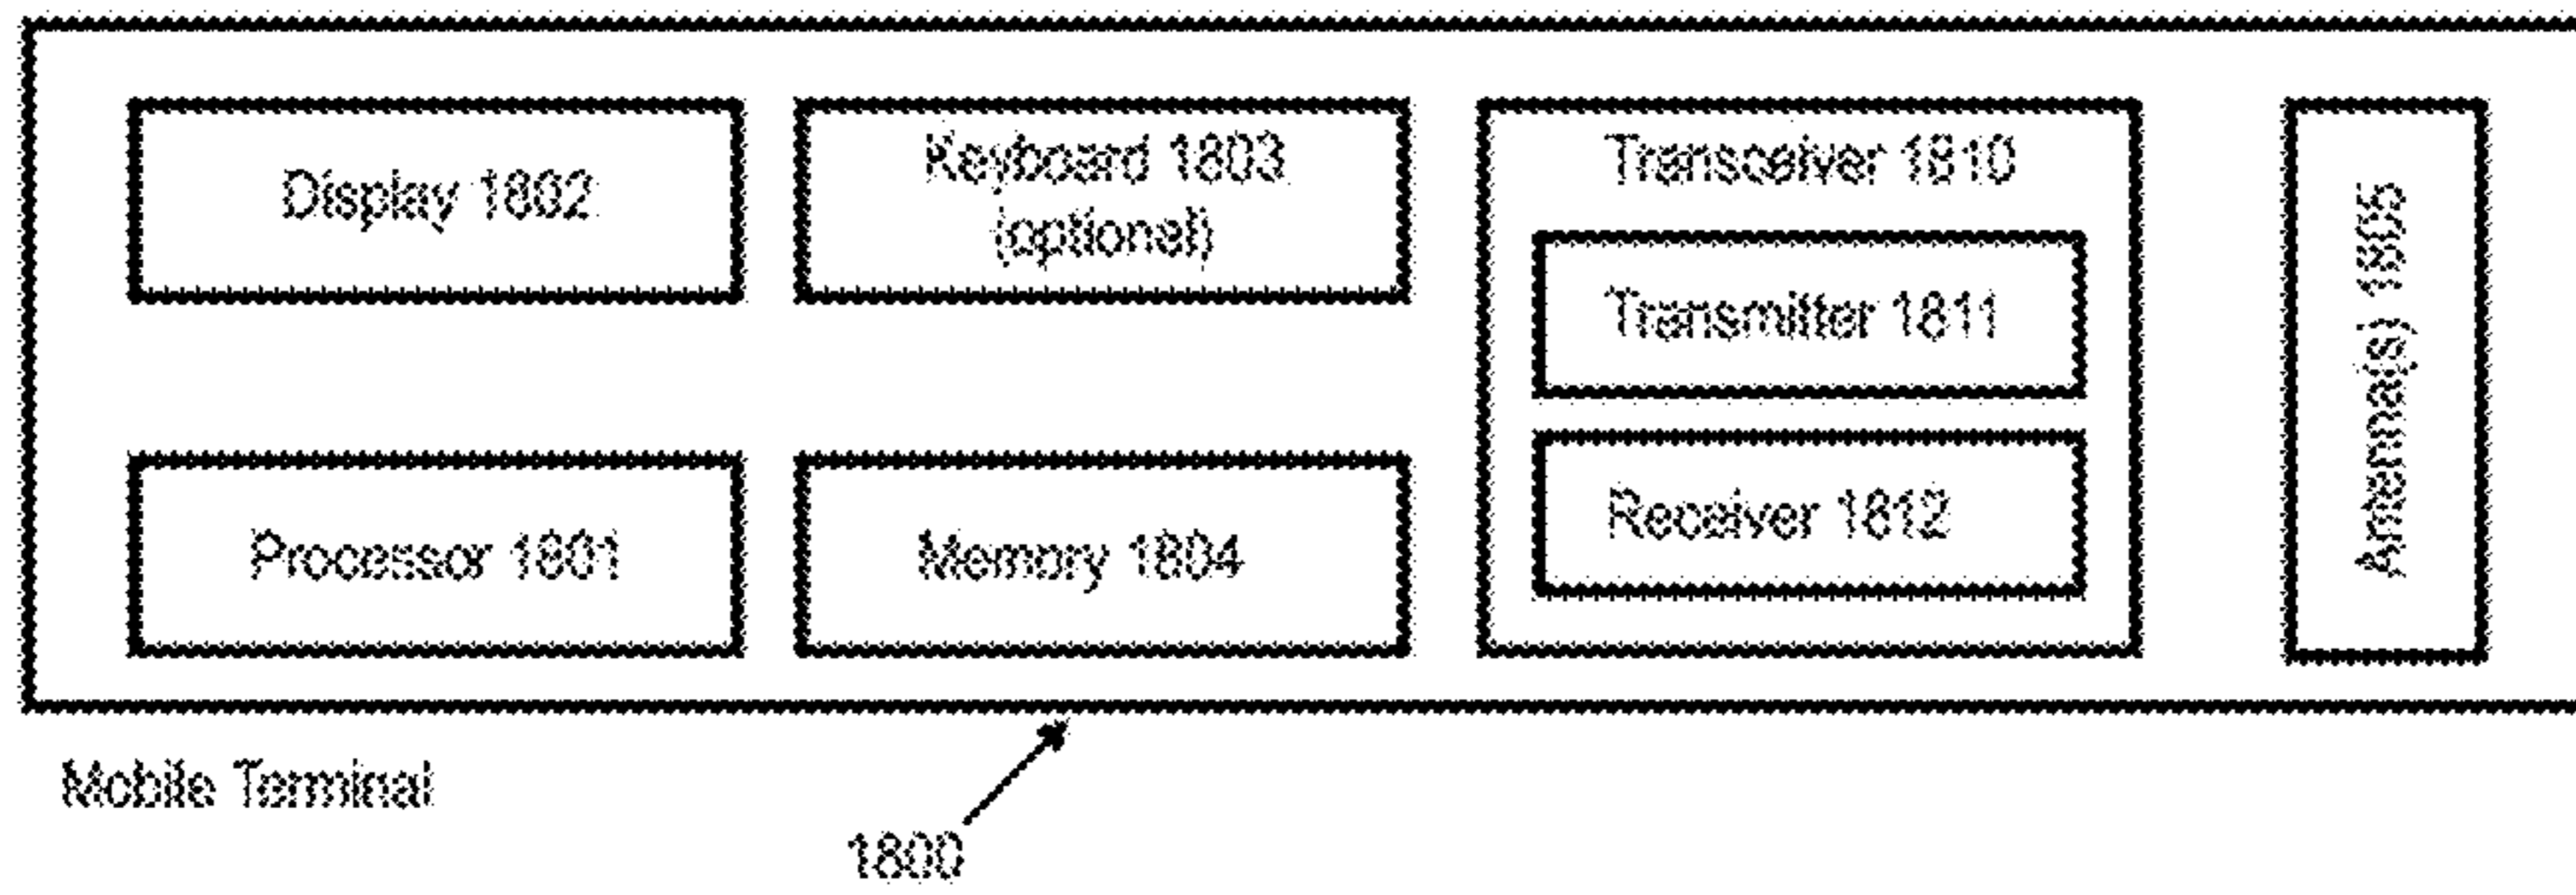 Display 1802
Keyboard 1803
(optional)
Transceiver 1810
Transmitter 1811
Receiver 1812
Antenna(s) 1805
Processor 1801
Memory 1804
Mobile Terminal
1800